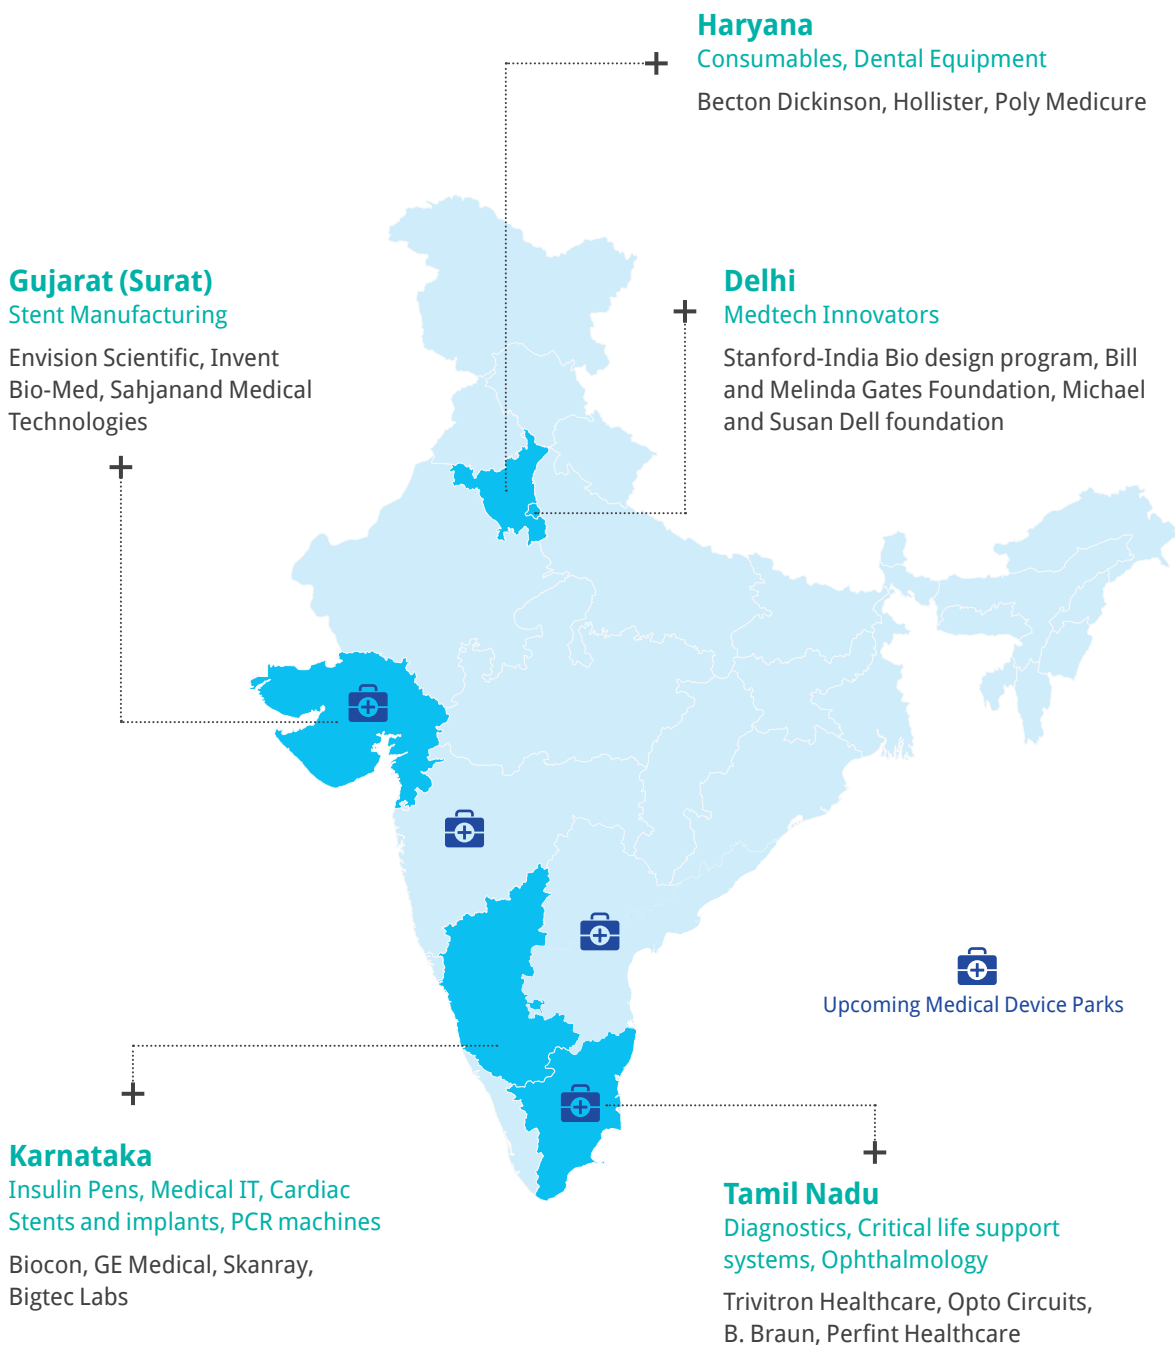 Haryana
Consumables, Dental Equipment
Becton Dickinson, Hollister, Poly Medicure
Gujarat (Surat)
Stent Manufacturing
Envision Scientific, Invent
Bio-Med, Sahjanand Medical
Technologies
Delhi
Medtech Innovators
Stanford-India Bio design program, Bill
and Melinda Gates Foundation, Michael
and Susan Dell foundation
Upcoming Medical Device Parks
Karnataka
Insulin Pens, Medical IT, Cardiac
Stents and implants, PCR machines
Biocon, GE Medical, Skanray,
Bigtec Labs
Tamil Nadu
Diagnostics, Critical life support
systems, Ophthalmology
Trivitron Healthcare, Opto Circuits,
B. Braun, Perfint Healthcare